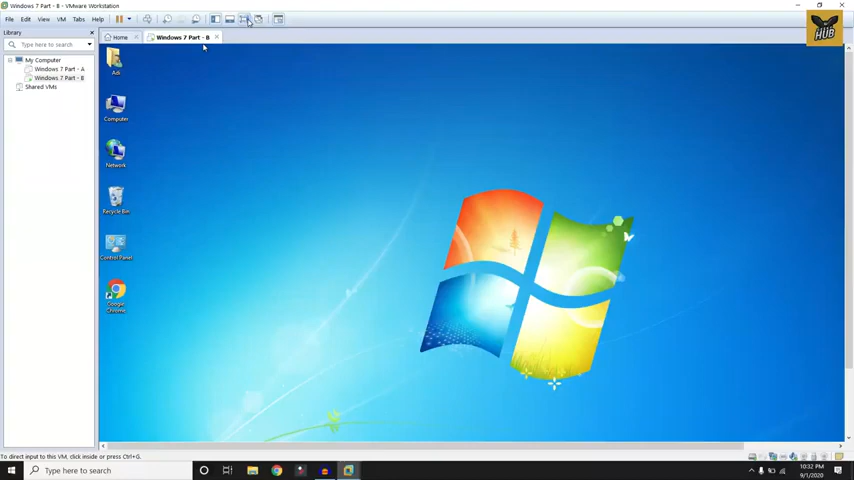 Windows 7 Part - B - VMware Workstation
File Edit View VM Tabs Help
Library
Type here to search
My Computer
Windows 7 Part - A
Windows 7 Part - B
Shared VMs
Home
Windows 7 Part - B
HUB
Adi
Computer
Network
Recycle Bin
Control Panel
Google
Chrome
To direct input to this VM, click inside or press Ctrl+G.
Type here to search
10:32 PM
9/1/2020